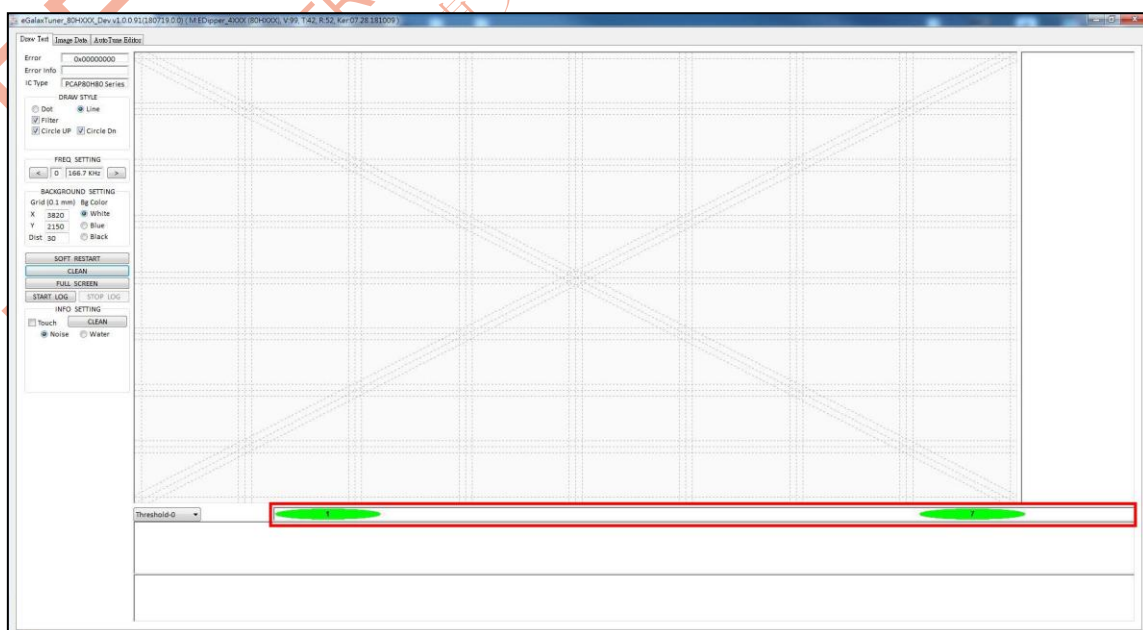 eGalaxTuner_80HXXX_Dev v1.0.0.91(180719.0.0) ( M:EDipper_4XXX (80HXXX), V:99, T:42, R:52, Ker:07.28.181009 )
Draw Test Image Data AutoTune Editor
Error 0x00000000
Error Info
IC Type PCAP80H80 Series
DRAW STYLE
Dot Line
Filter
Circle UP Circle Dn
FREQ SETTING
< 0 166.7 KHz >
BACKGROUND SETTING
Grid (0.1 mm) Bg Color
X 3820 White
Y 2150 Blue
Dist 30 Black
SOFT RESTART
CLEAN
FULL SCREEN
START LOG STOP LOG
INFO SETTING
Touch CLEAN
Noise Water
Threshold-0 1 7